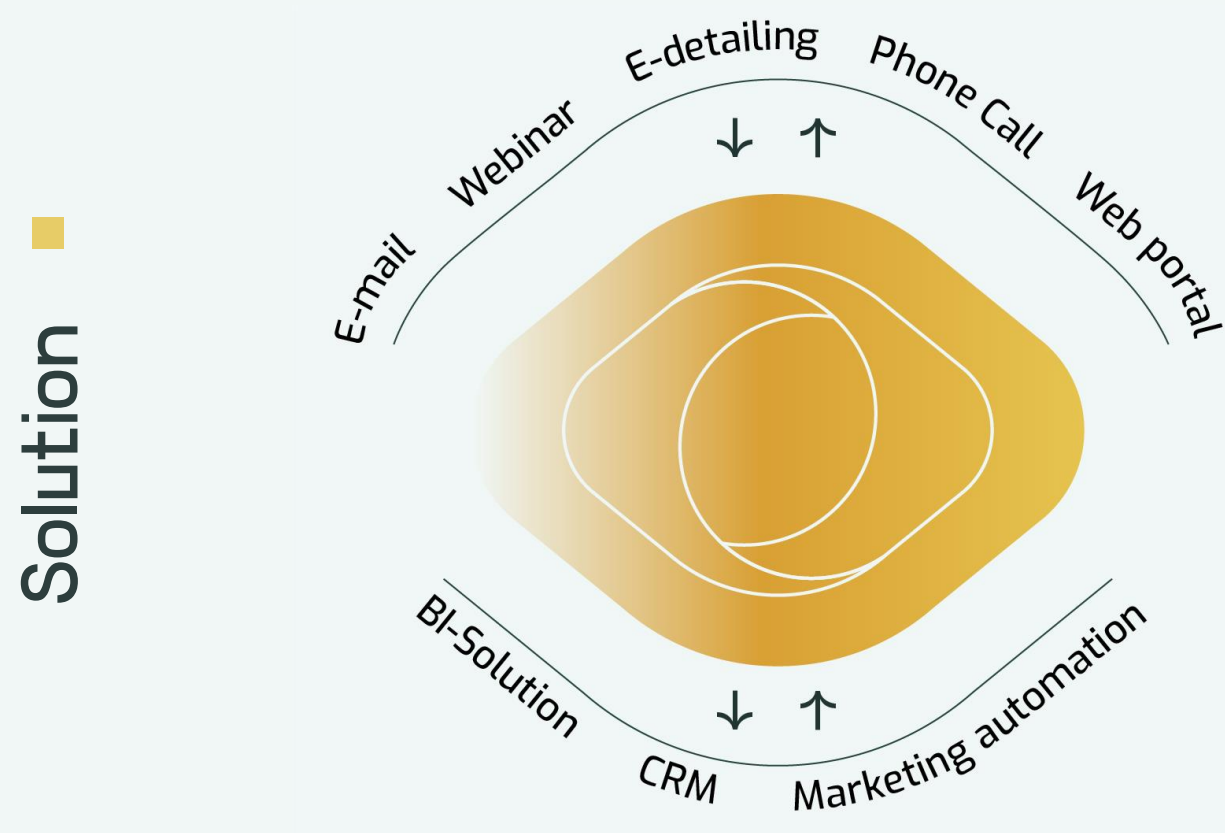 Solution
E-mail
Webinar
E-detailing
Phone Call
Web portal
BI-Solution
CRM
Marketing automation